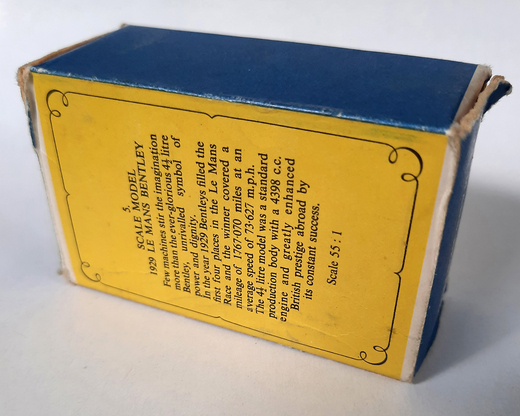 5.
SCALE MODEL
1929 LE MANS BENTLEY
Few machines stir the imagination
more than the ever-glorious 4½ litre
Bentley, unrivalled symbol of
power and dignity.
In the year 1929 Bentleys filled the
first four places in the Le Mans
Race and the winner covered a
mileage of 1767·070 miles at an
average speed of 73·627 m.p.h.
The 4½ litre model was a standard
production body with a 4398 c.c.
engine and greatly enhanced
British prestige abroad by
its constant success.
Scale 55 : 1